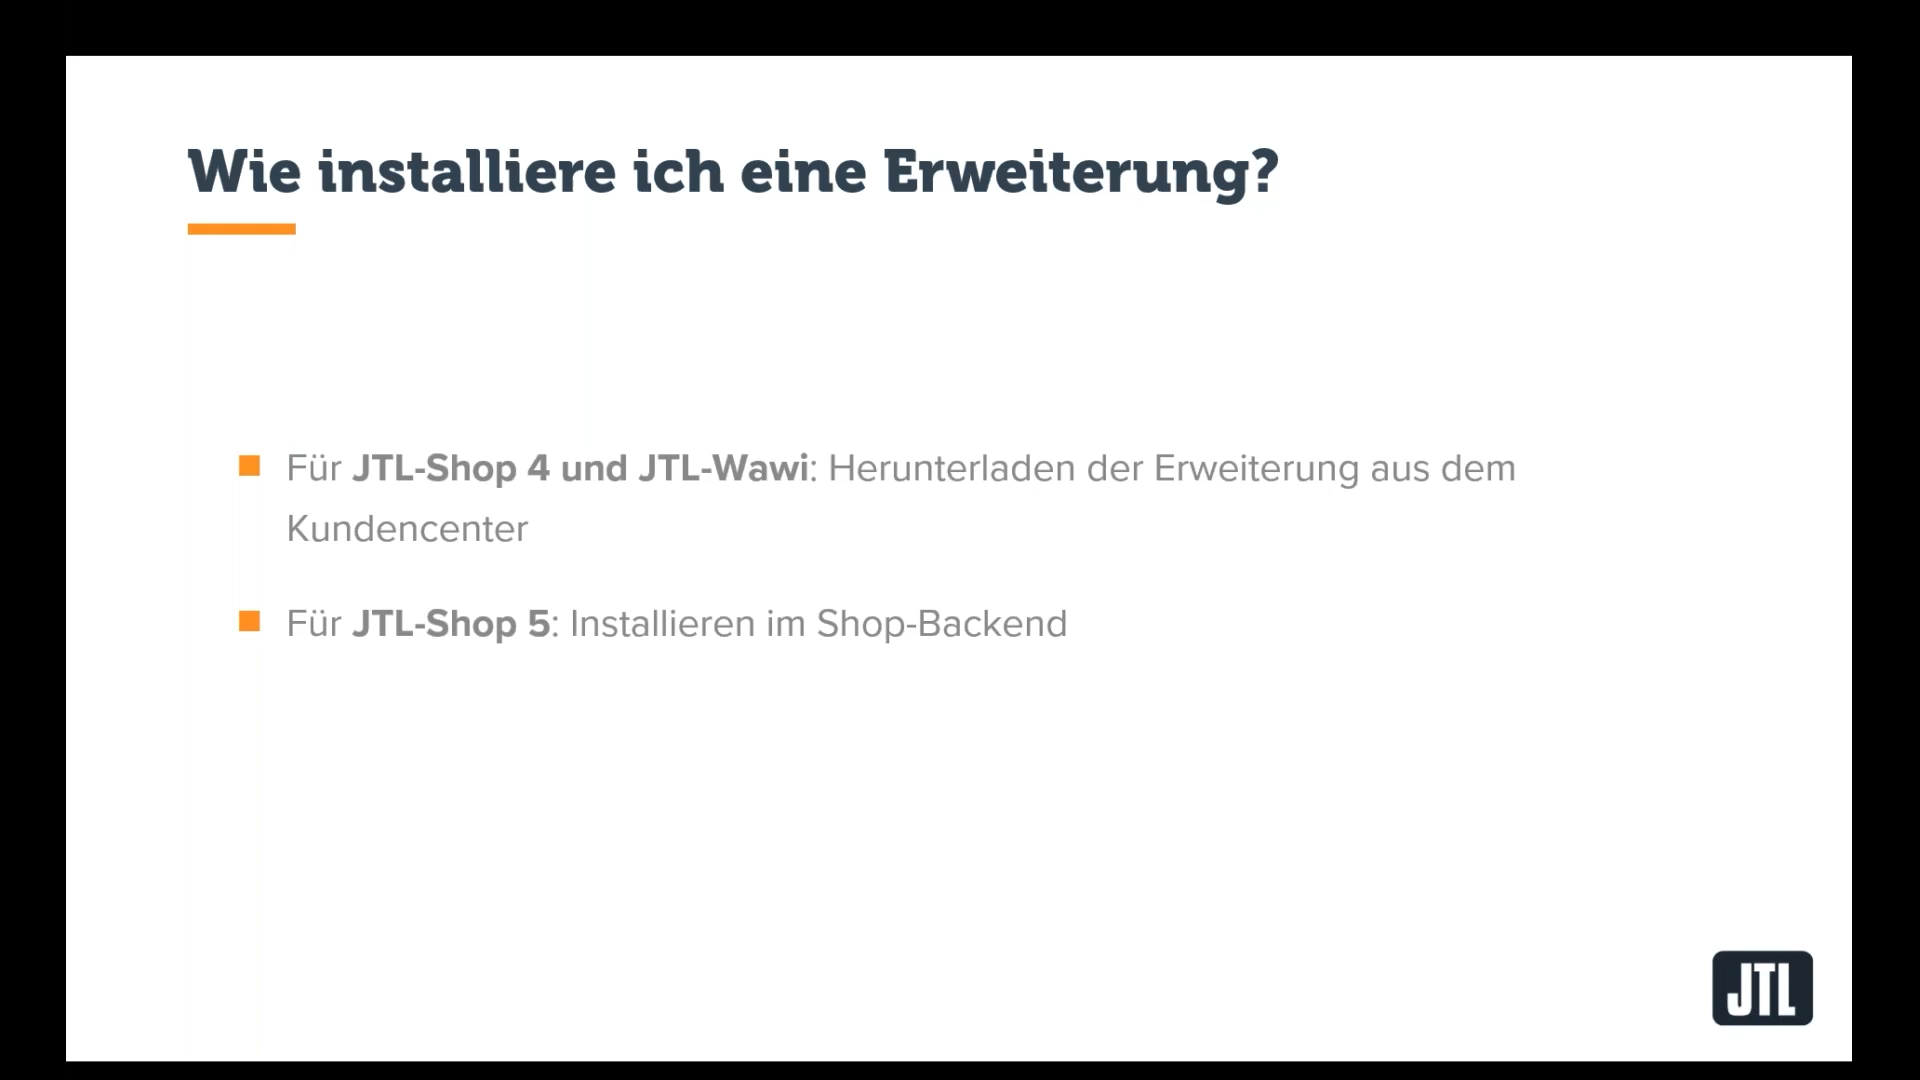 Wie installiere ich eine Erweiterung?
Für JTL-Shop 4 und JTL-Wawi: Herunterladen der Erweiterung aus dem
Kundencenter
Für JTL-Shop 5: Installieren im Shop-Backend
JTL